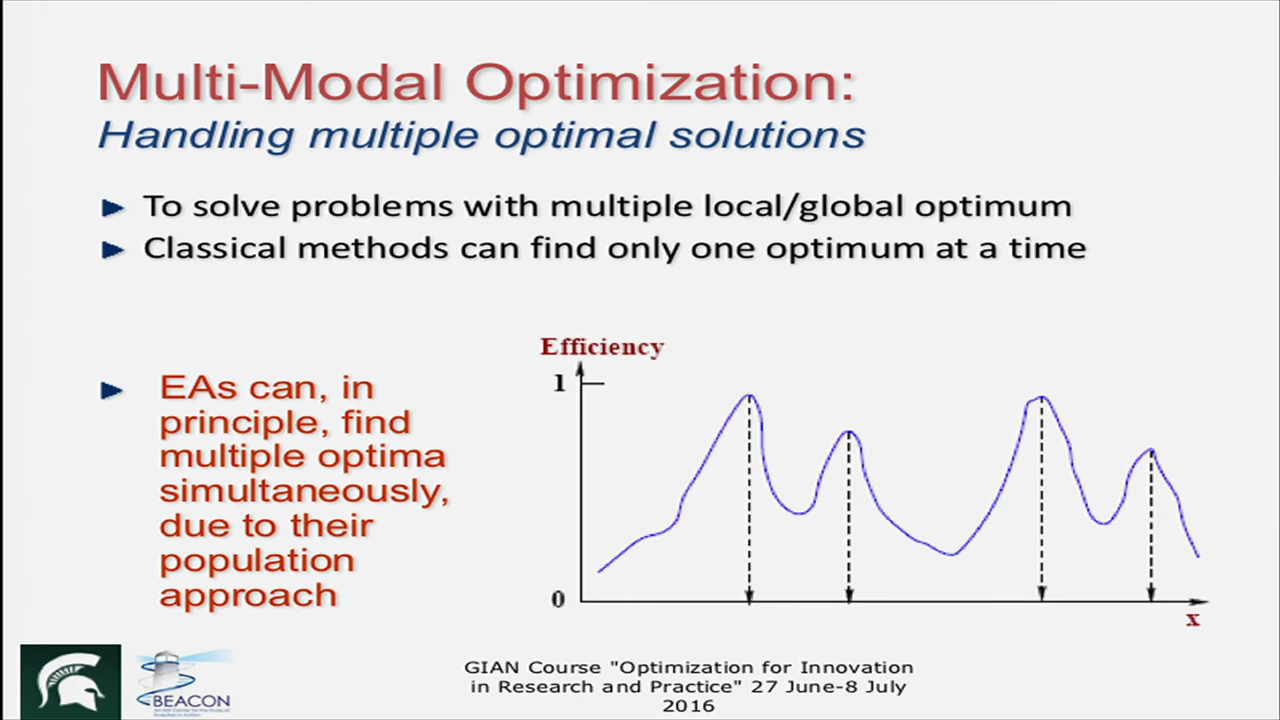 Multi-Modal Optimization:
Handling multiple optimal solutions
To solve problems with multiple local/global optimum
Classical methods can find only one optimum at a time
EAs can, in
principle, find
multiple optima
simultaneously,
due to their
population
approach
Efficiency
1
0
x
BEACON
GIAN Course "Optimization for Innovation
in Research and Practice" 27 June-8 July
2016